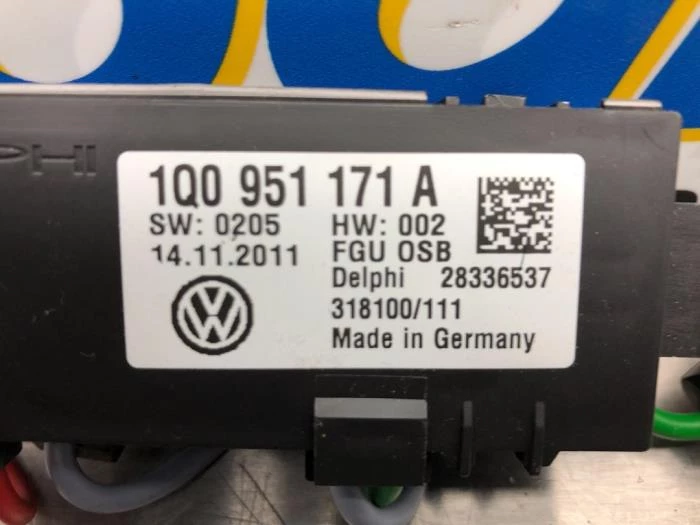 1Q0 951 171 A
SW: 0205 HW: 002
14.11.2011 FGU OSB
Delphi 28336537
318100/111
Made in Germany